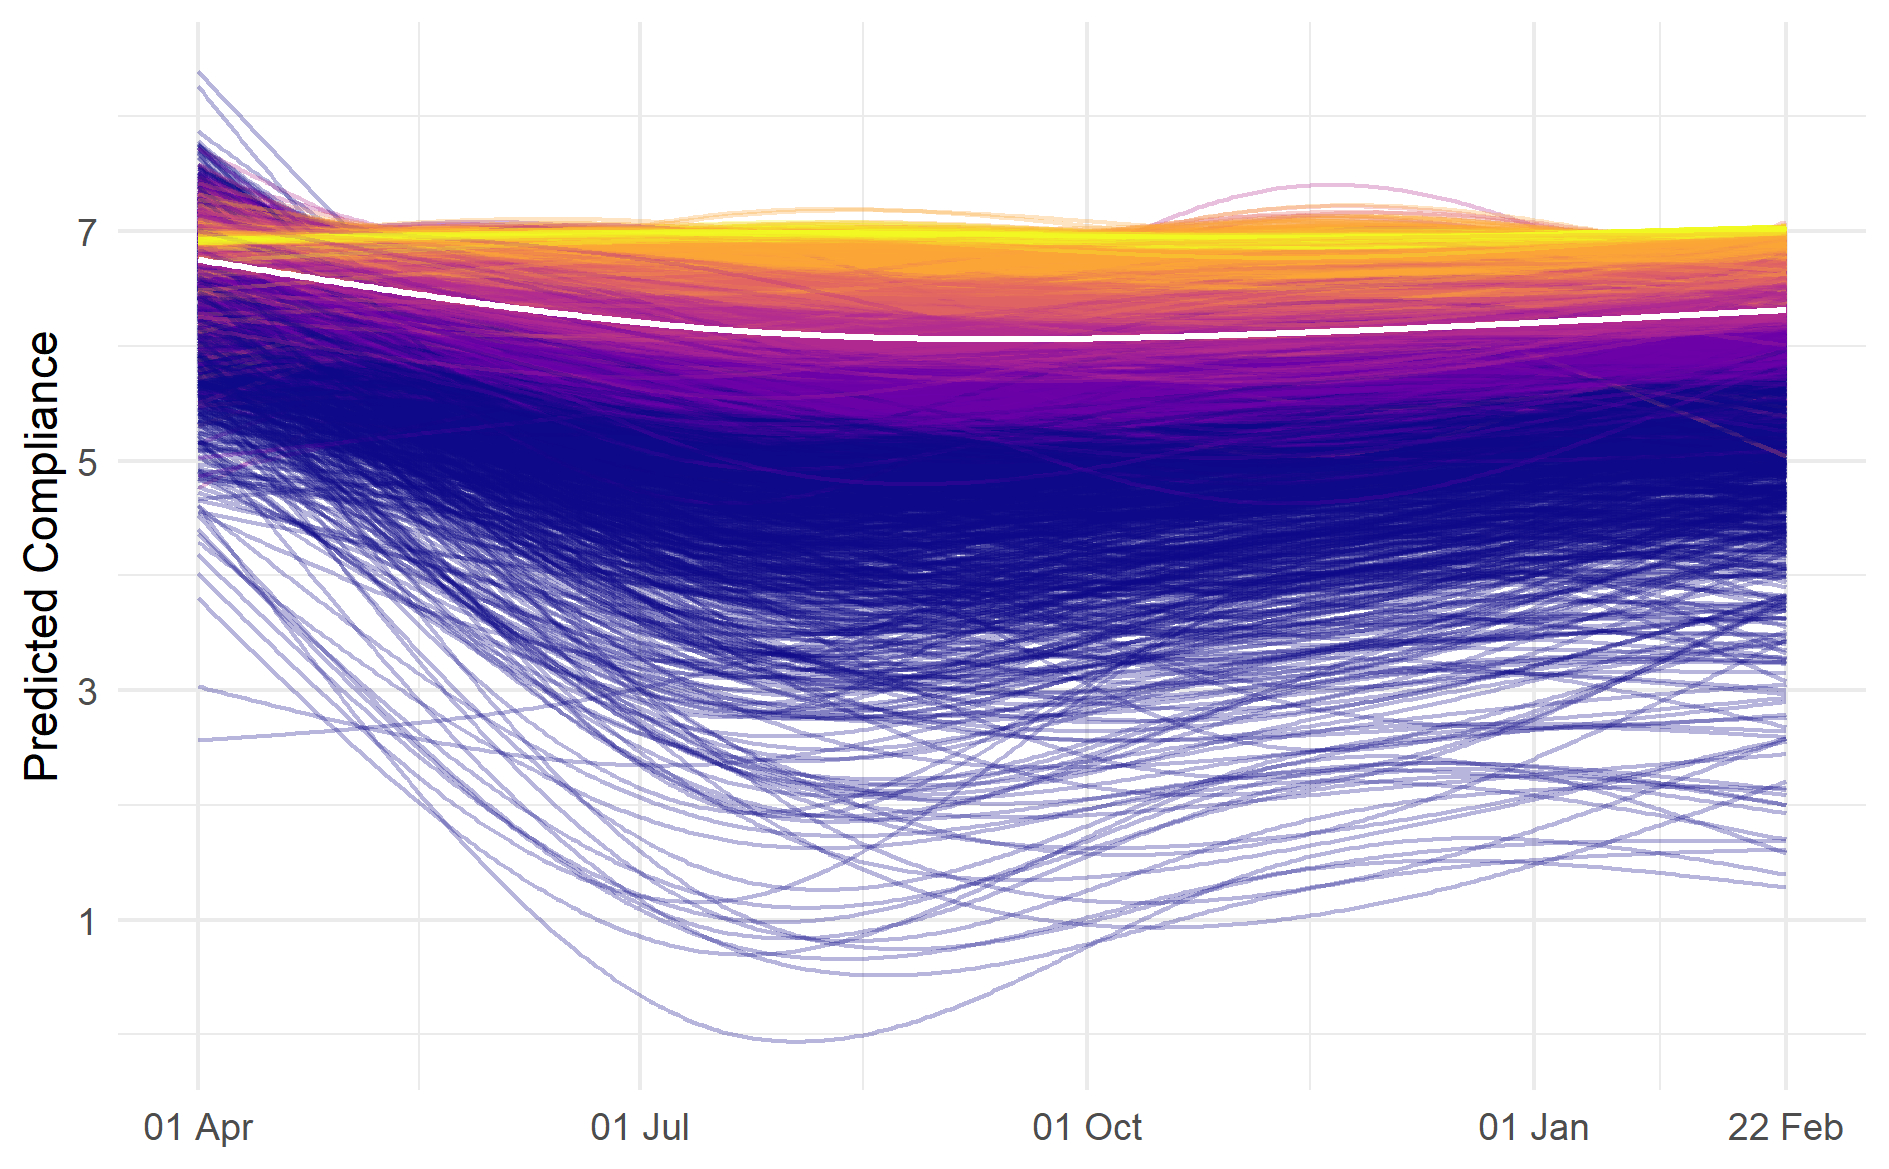 Predicted Compliance
7
5
3
1
01 Apr
01 Jul
01 Oct
01 Jan
22 Feb